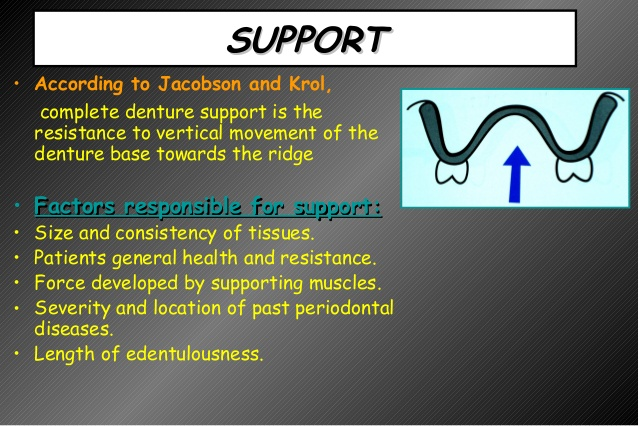 SUPPORT
• According to Jacobson and Krol,
complete denture support is the
resistance to vertical movement of the
denture base towards the ridge
• Factors responsible for support:
• Size and consistency of tissues.
• Patients general health and resistance.
• Force developed by supporting muscles.
• Severity and location of past periodontal
diseases.
• Length of edentulousness.